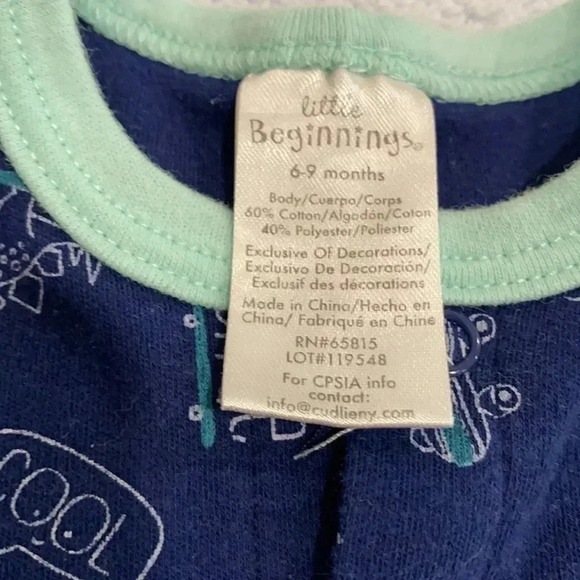 little
Beginnings®
6-9 months
Body/Cuerpo/Corps
60% Cotton/Algodón/Coton
40% Polyester/Poliester
Exclusive Of Decorations/
Exclusivo De Decoración/
Exclusif des décorations
Made in China/Hecho en
China/ Fabriqué en Chine
RN#65815
LOT#119548
For CPSIA info
contact:
info@cudlieny.com
COOL